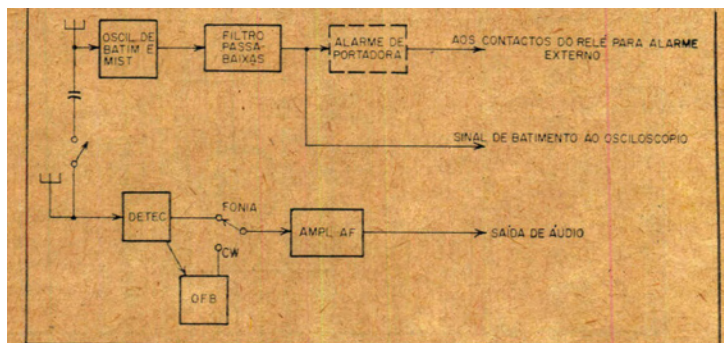 OSCIL. DE
BATIM E
MIST
FILTRO
PASSA-
BAIXAS
ALARME DE
PORTADORA
AOS CONTACTOS DO RELÉ PARA ALARME
EXTERNO
SINAL DE BATIMENTO AO OSCILOSCÓPIO
DETEC
FONIA
CW
AMPL. AF
SAÍDA DE ÁUDIO
O.F.B